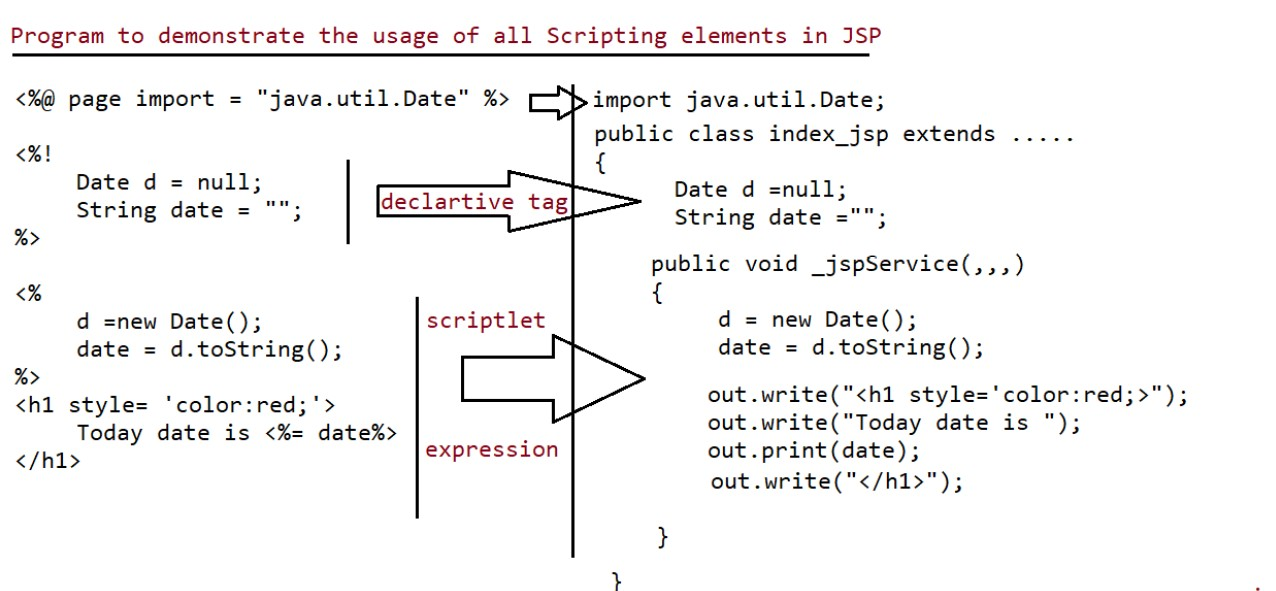 Program to demonstrate the usage of all Scripting elements in JSP
<%@ page import = "java.util.Date" %>
<%!
Date d = null;
String date = "";
%>
<%
d =new Date();
date = d.toString();
%>
<h1 style= 'color:red;'>
Today date is <%= date%>
</h1>
declartive tag
scriptlet
expression
import java.util.Date;
public class index_jsp extends .....
{
Date d =null;
String date ="";
public void _jspService(,,,)
{
d = new Date();
date = d.toString();
out.write("<h1 style='color:red;>");
out.write("Today date is ");
out.print(date);
out.write("</h1>");
}
}